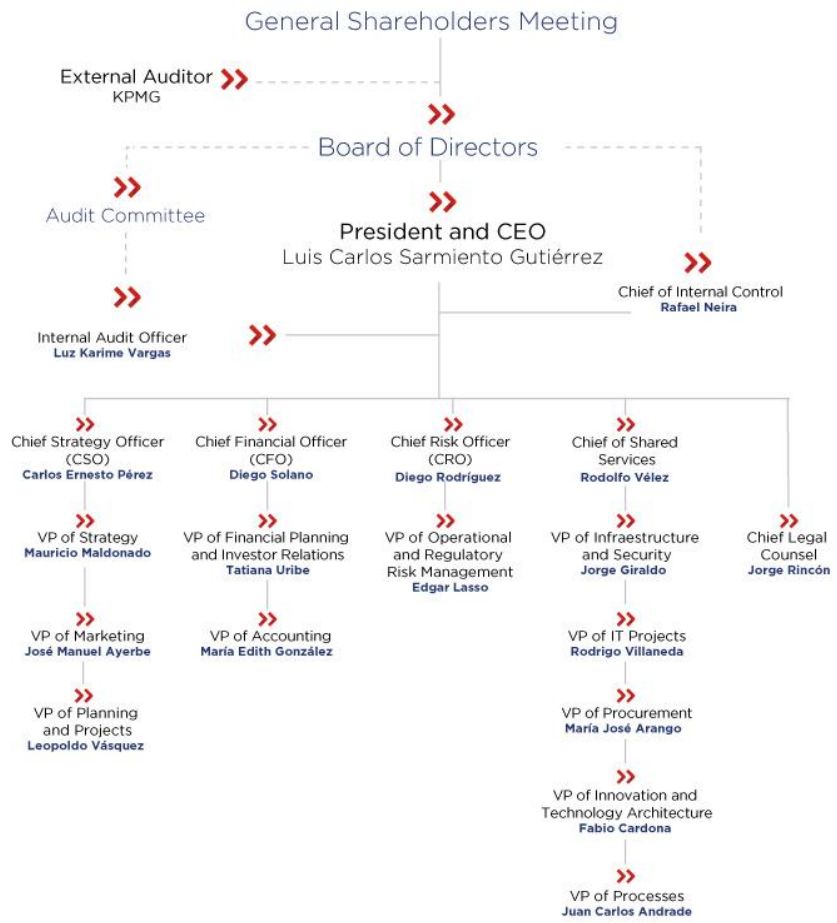 General Shareholders Meeting
External Auditor
KPMG
Board of Directors
Audit Committee
President and CEO
Luis Carlos Sarmiento Gutiérrez
Chief of Internal Control
Rafael Neira
Internal Audit Officer
Luz Karime Vargas
Chief Strategy Officer
(CSO)
Carlos Ernesto Pérez
Chief Financial Officer
(CFO)
Diego Solano
Chief Risk Officer
(CRO)
Diego Rodríguez
Chief of Shared
Services
Rodolfo Vélez
VP of Strategy
Mauricio Maldonado
VP of Financial Planning
and Investor Relations
Tatiana Uribe
VP of Operational
and Regulatory
Risk Management
Edgar Lasso
VP of Infraestructure
and Security
Jorge Giraldo
Chief Legal
Counsel
Jorge Rincón
VP of Marketing
José Manuel Ayerbe
VP of Accounting
María Edith González
VP of IT Projects
Rodrigo Villaneda
VP of Planning
and Projects
Leopoldo Vásquez
VP of Procurement
María José Arango
VP of Innovation and
Technology Architecture
Fabio Cardona
VP of Processes
Juan Carlos Andrade